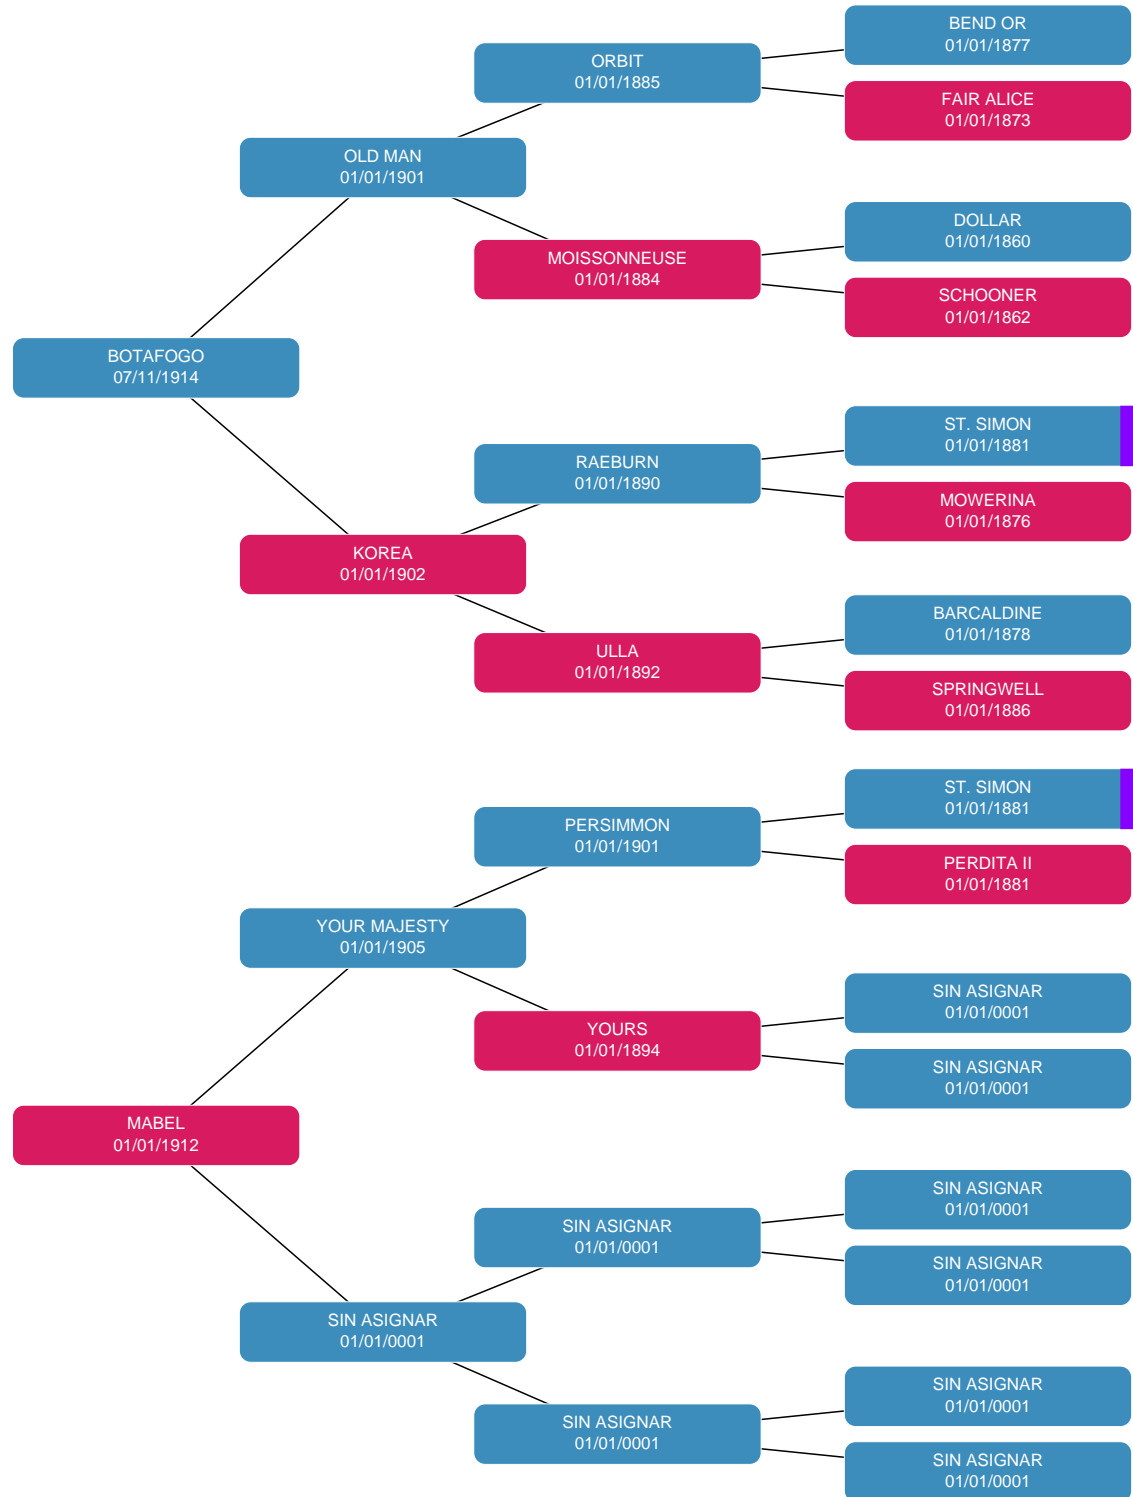 BEND OR
01/01/1877
ORBIT
01/01/1885
FAIR ALICE
01/01/1873
OLD MAN
01/01/1901
DOLLAR
01/01/1860
MOISSONNEUSE
01/01/1884
SCHOONER
01/01/1862
BOTAFOGO
07/11/1914
ST. SIMON
01/01/1881
RAEBURN
01/01/1890
MOWERINA
01/01/1876
KOREA
01/01/1902
BARCALDINE
01/01/1878
ULLA
01/01/1892
SPRINGWELL
01/01/1886
ST. SIMON
01/01/1881
PERSIMMON
01/01/1901
PERDITA II
01/01/1881
YOUR MAJESTY
01/01/1905
SIN ASIGNAR
01/01/0001
YOURS
01/01/1894
SIN ASIGNAR
01/01/0001
MABEL
01/01/1912
SIN ASIGNAR
01/01/0001
SIN ASIGNAR
01/01/0001
SIN ASIGNAR
01/01/0001
SIN ASIGNAR
01/01/0001
SIN ASIGNAR
01/01/0001
SIN ASIGNAR
01/01/0001
SIN ASIGNAR
01/01/0001